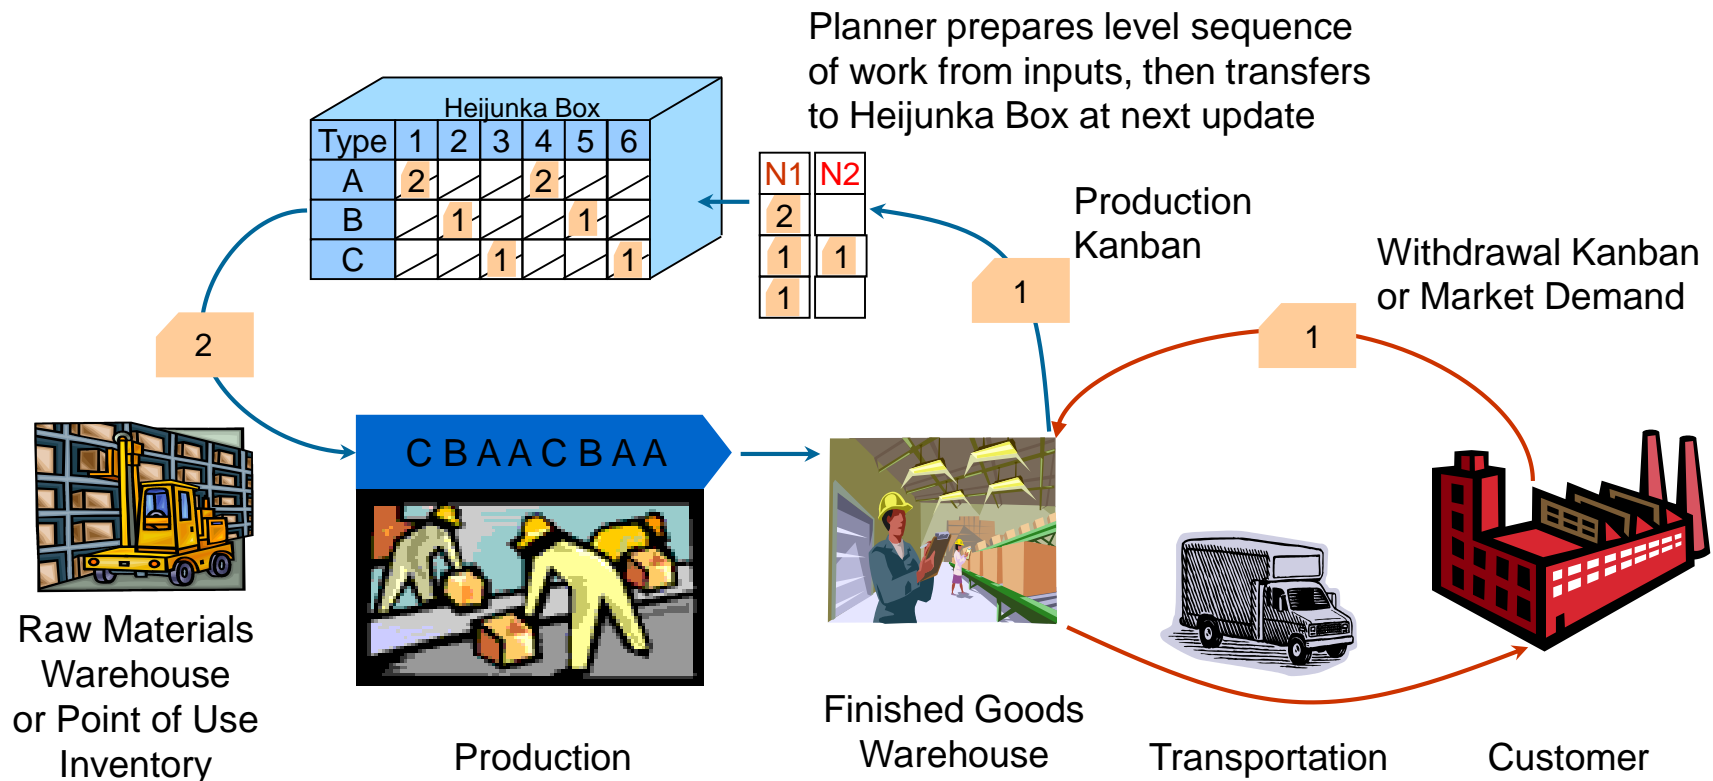 Planner prepares level sequence
of work from inputs, then transfers
to Heijunka Box at next update
Heijunka Box
Type 1 2 3 4 5 6
A 2 2
B 1 1
C 1 1
N1 N2
2
1 1
1
Production
Kanban
1
Withdrawal Kanban
or Market Demand
1
2
C B A A C B A A
Raw Materials
Warehouse
or Point of Use
Inventory
Production
Finished Goods
Warehouse
Transportation
Customer